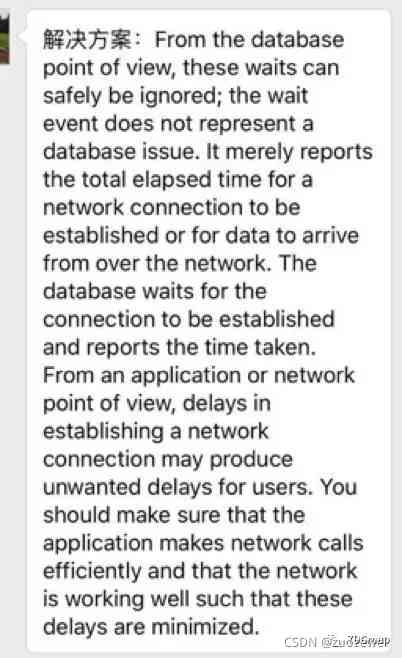 解决方案：From the database
point of view, these waits can
safely be ignored; the wait
event does not represent a
database issue. It merely reports
the total elapsed time for a
network connection to be
established or for data to arrive
from over the network. The
database waits for the
connection to be established
and reports the time taken.
From an application or network
point of view, delays in
establishing a network
connection may produce
unwanted delays for users. You
should make sure that the
application makes network calls
efficiently and that the network
is working well such that these
delays are minimized.
CSDN @zuozewei